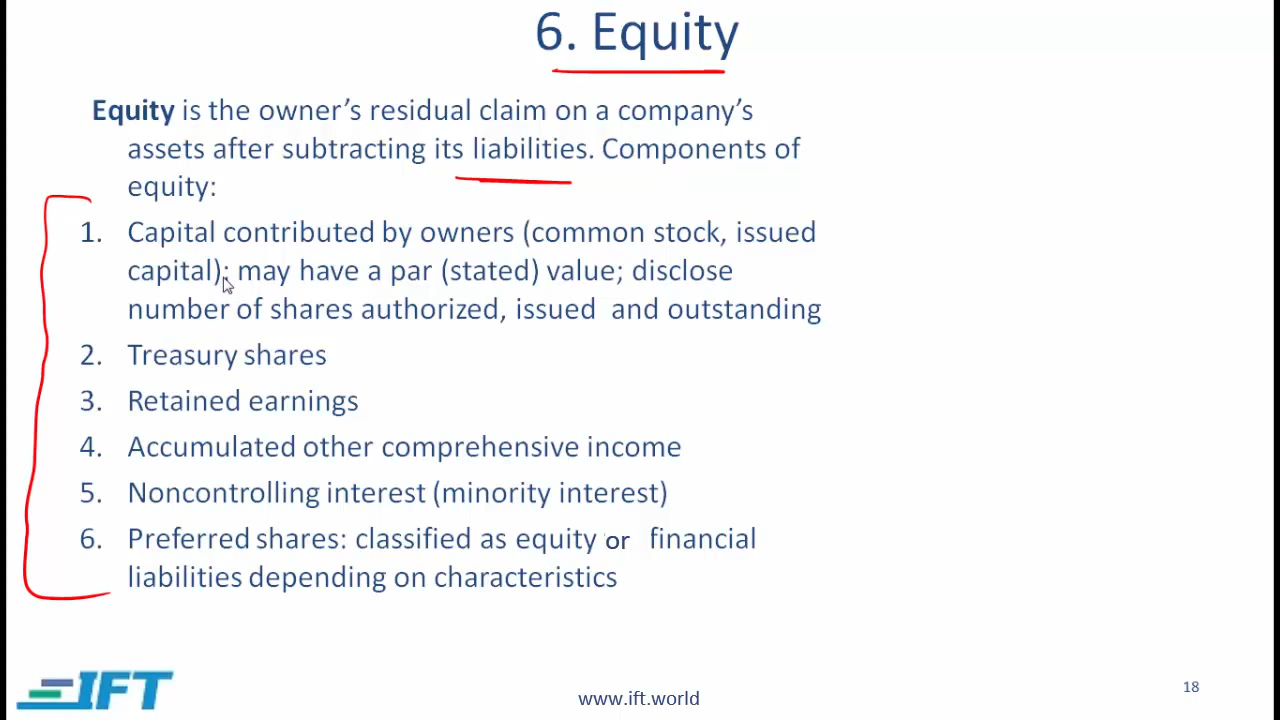 6. Equity
Equity is the owner’s residual claim on a company’s
assets after subtracting its liabilities. Components of
equity:
1. Capital contributed by owners (common stock, issued
capital); may have a par (stated) value; disclose
number of shares authorized, issued and outstanding
2. Treasury shares
3. Retained earnings
4. Accumulated other comprehensive income
5. Noncontrolling interest (minority interest)
6. Preferred shares: classified as equity or financial
liabilities depending on characteristics
IFT
www.ift.world
18